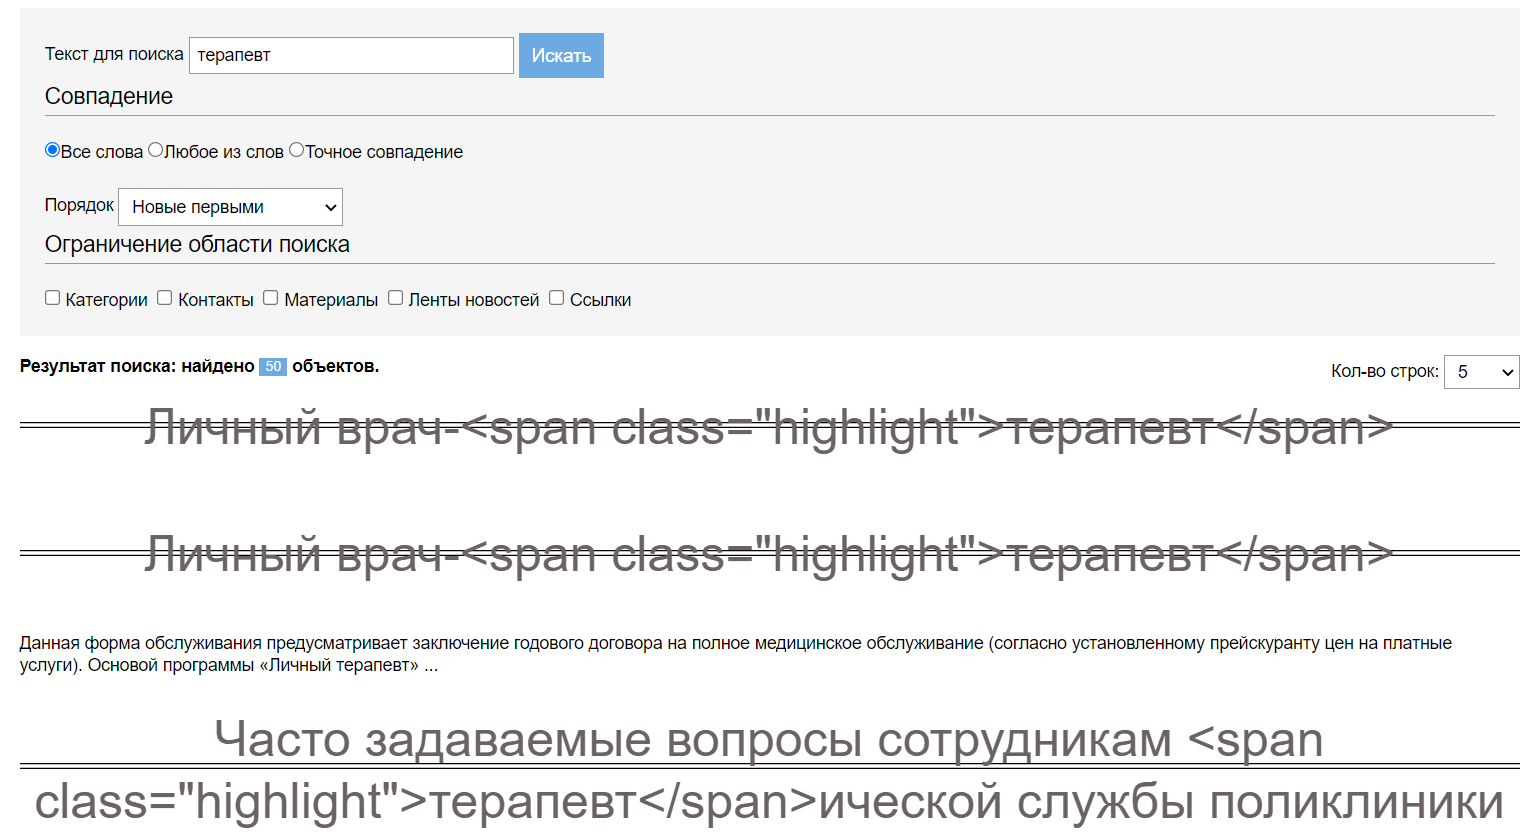 Текст для поиска терапевт Искать
Совпадение
Все слова Любое из слов Точное совпадение
Порядок Новые первыми
Ограничение области поиска
Категории Контакты Материалы Ленты новостей Ссылки
Результат поиска: найдено 50 объектов.
Кол-во строк: 5
Личный врач-<span class="highlight">терапевт</span>
Личный врач-<span class="highlight">терапевт</span>
Данная форма обслуживания предусматривает заключение годового договора на полное медицинское обслуживание (согласно установленному прейскуранту цен на платные
услуги). Основой программы «Личный терапевт» ...
Часто задаваемые вопросы сотрудникам <span
class="highlight">терапевт</span>ической службы поликлиники